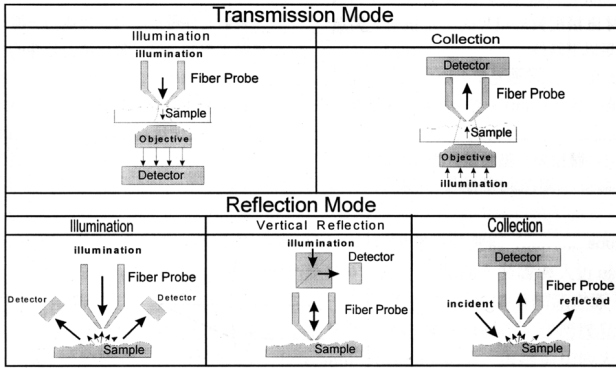 Transmission Mode
Illumination
illumination
Fiber Probe
Sample
Objective
Detector
Collection
Detector
Fiber Probe
Sample
Objective
illumination
Reflection Mode
Illumination
illumination
Fiber Probe
Detector
Detector
Sample
Vertical Reflection
illumination
Detector
Fiber Probe
Sample
Collection
Detector
Fiber Probe
incident
reflected
Sample